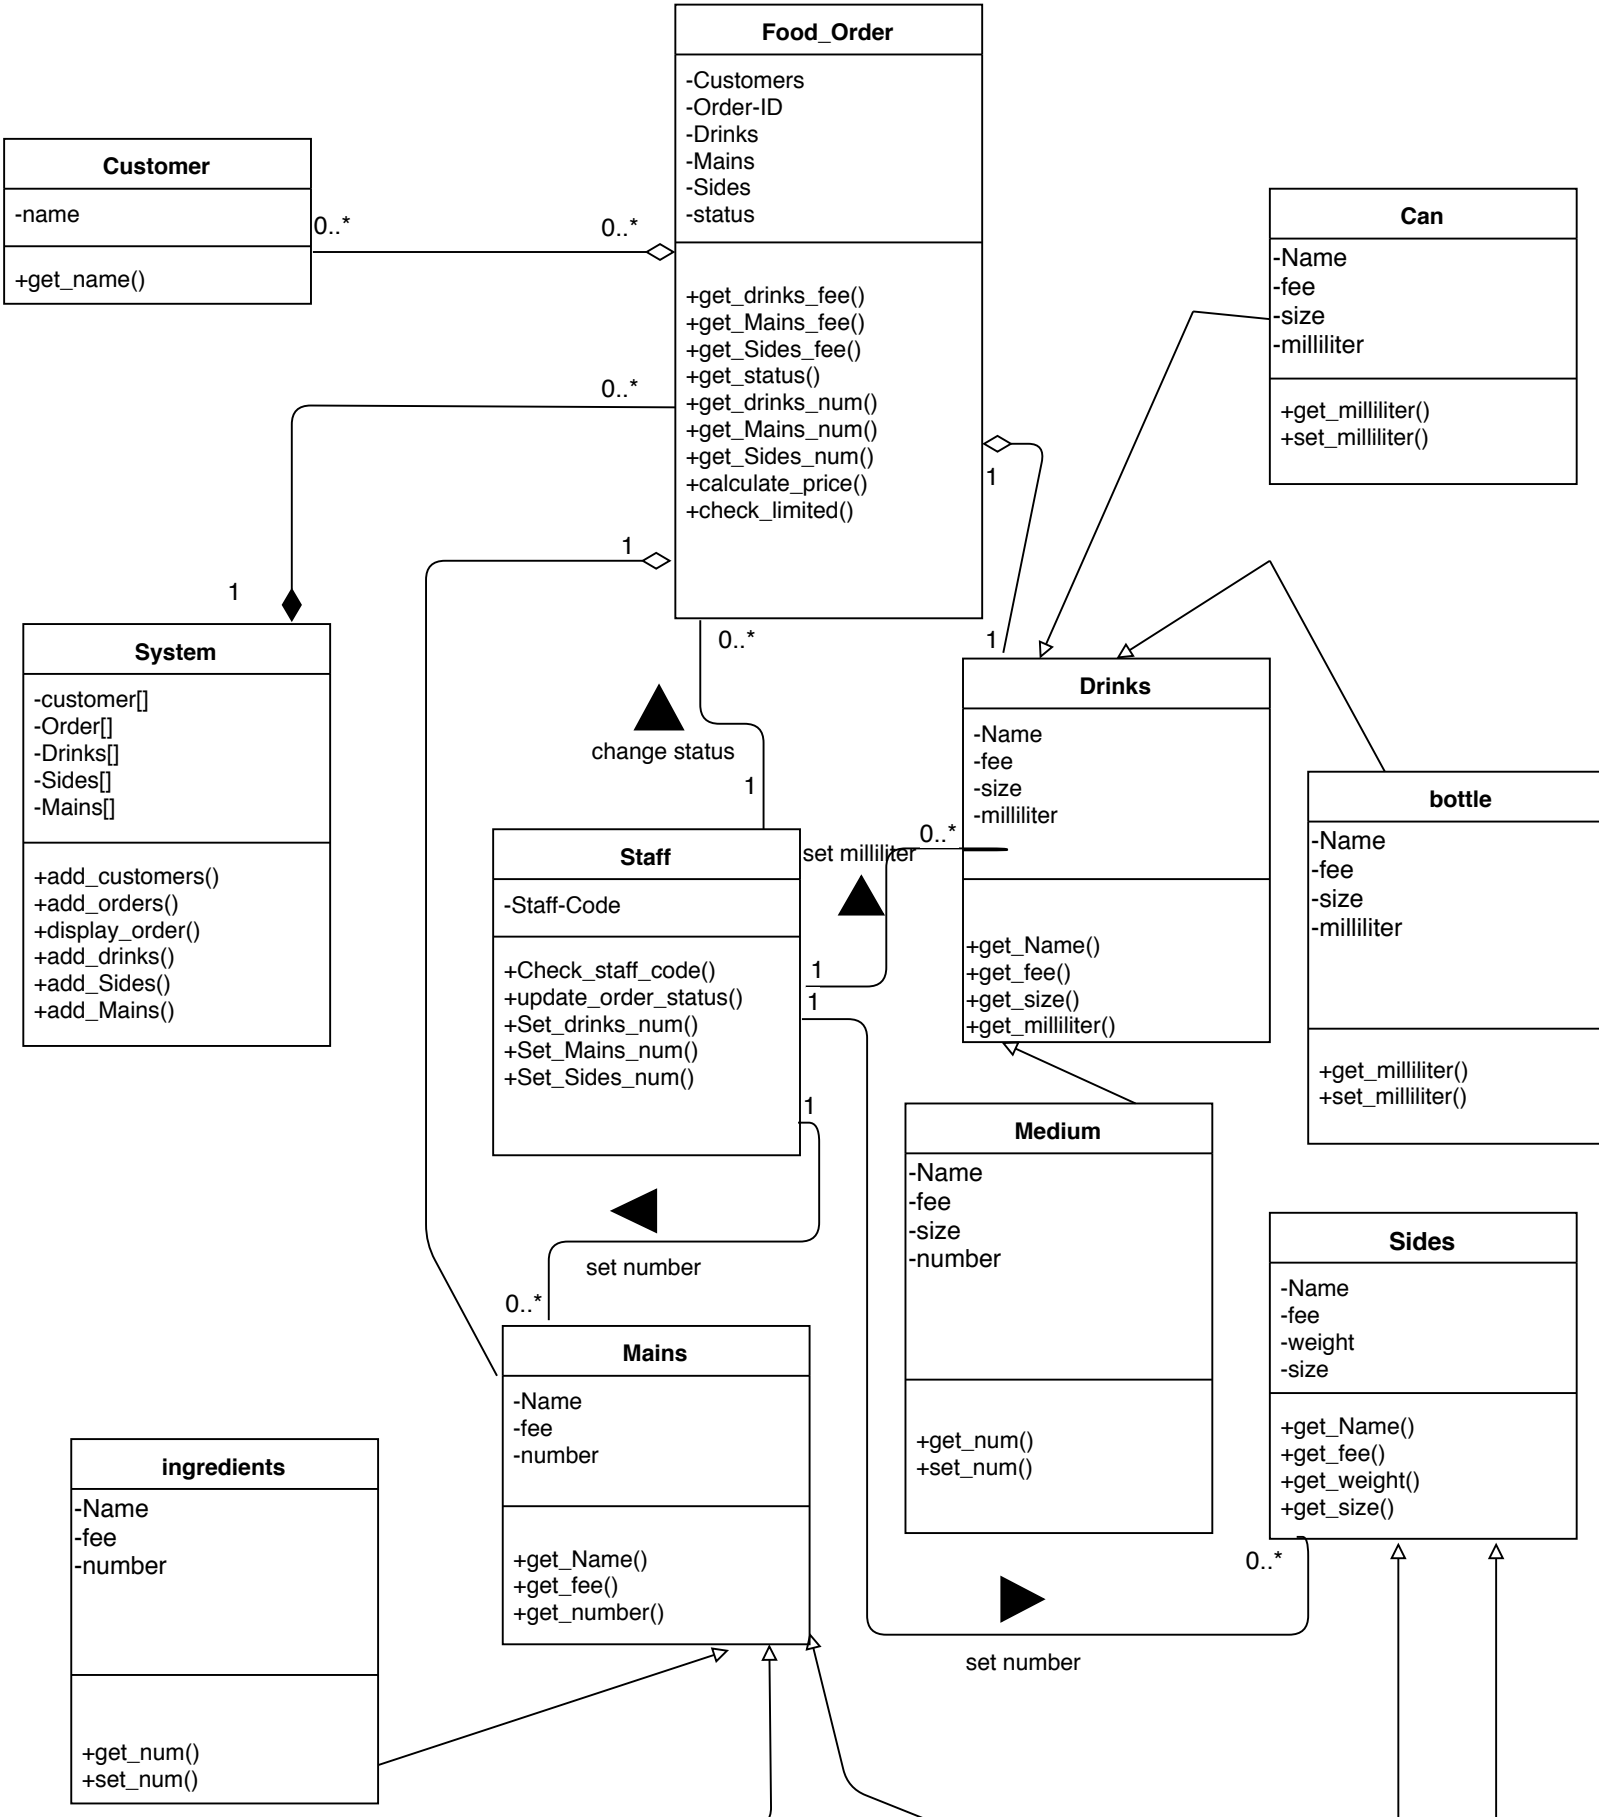 Food_Order
-Customers
-Order-ID
-Drinks
-Mains
-Sides
-status
+get_drinks_fee()
+get_Mains_fee()
+get_Sides_fee()
+get_status()
+get_drinks_num()
+get_Mains_num()
+get_Sides_num()
+calculate_price()
+check_limited()
Customer
-name
+get_name()
0..*
0..*
0..*
1
1
1
1
Can
-Name
-fee
-size
-milliliter
+get_milliliter()
+set_milliliter()
System
-customer[]
-Order[]
-Drinks[]
-Sides[]
-Mains[]
+add_customers()
+add_orders()
+display_order()
+add_drinks()
+add_Sides()
+add_Mains()
0..*
change status
1
Staff
-Staff-Code
+Check_staff_code()
+update_order_status()
+Set_drinks_num()
+Set_Mains_num()
+Set_Sides_num()
set milliliter
0..*
1
1
1
Drinks
-Name
-fee
-size
-milliliter
+get_Name()
+get_fee()
+get_size()
+get_milliliter()
bottle
-Name
-fee
-size
-milliliter
+get_milliliter()
+set_milliliter()
Medium
-Name
-fee
-size
-number
+get_num()
+set_num()
set number
0..*
Mains
-Name
-fee
-number
+get_Name()
+get_fee()
+get_number()
Sides
-Name
-fee
-weight
-size
+get_Name()
+get_fee()
+get_weight()
+get_size()
0..*
set number
ingredients
-Name
-fee
-number
+get_num()
+set_num()